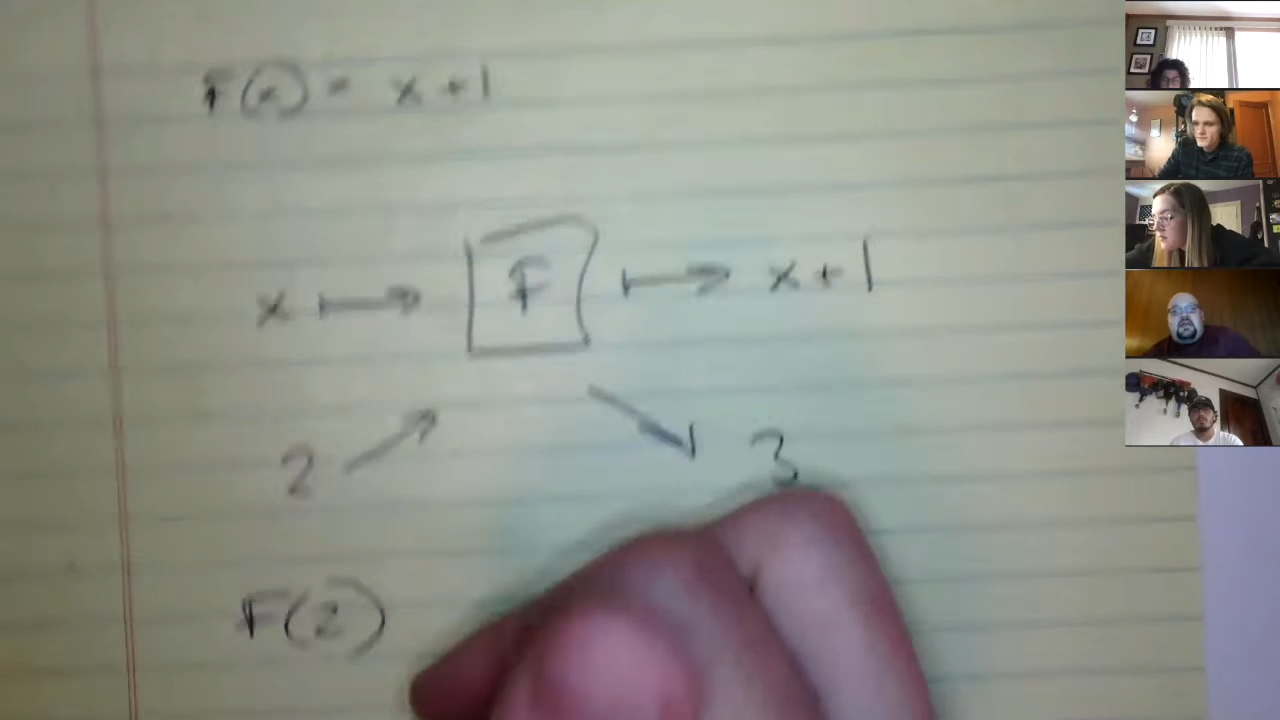 F(x) = x + 1
x ↦ F ↦ x + 1
2 ↗ ↘ 3
F(2)